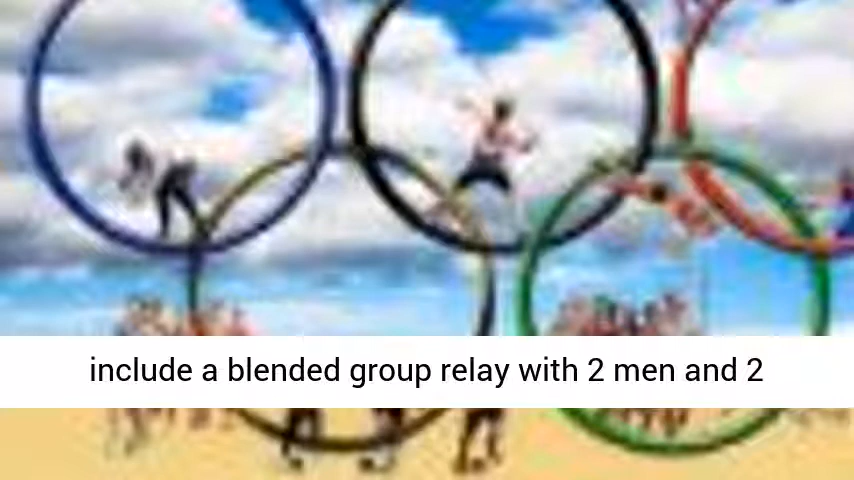 include a blended group relay with 2 men and 2